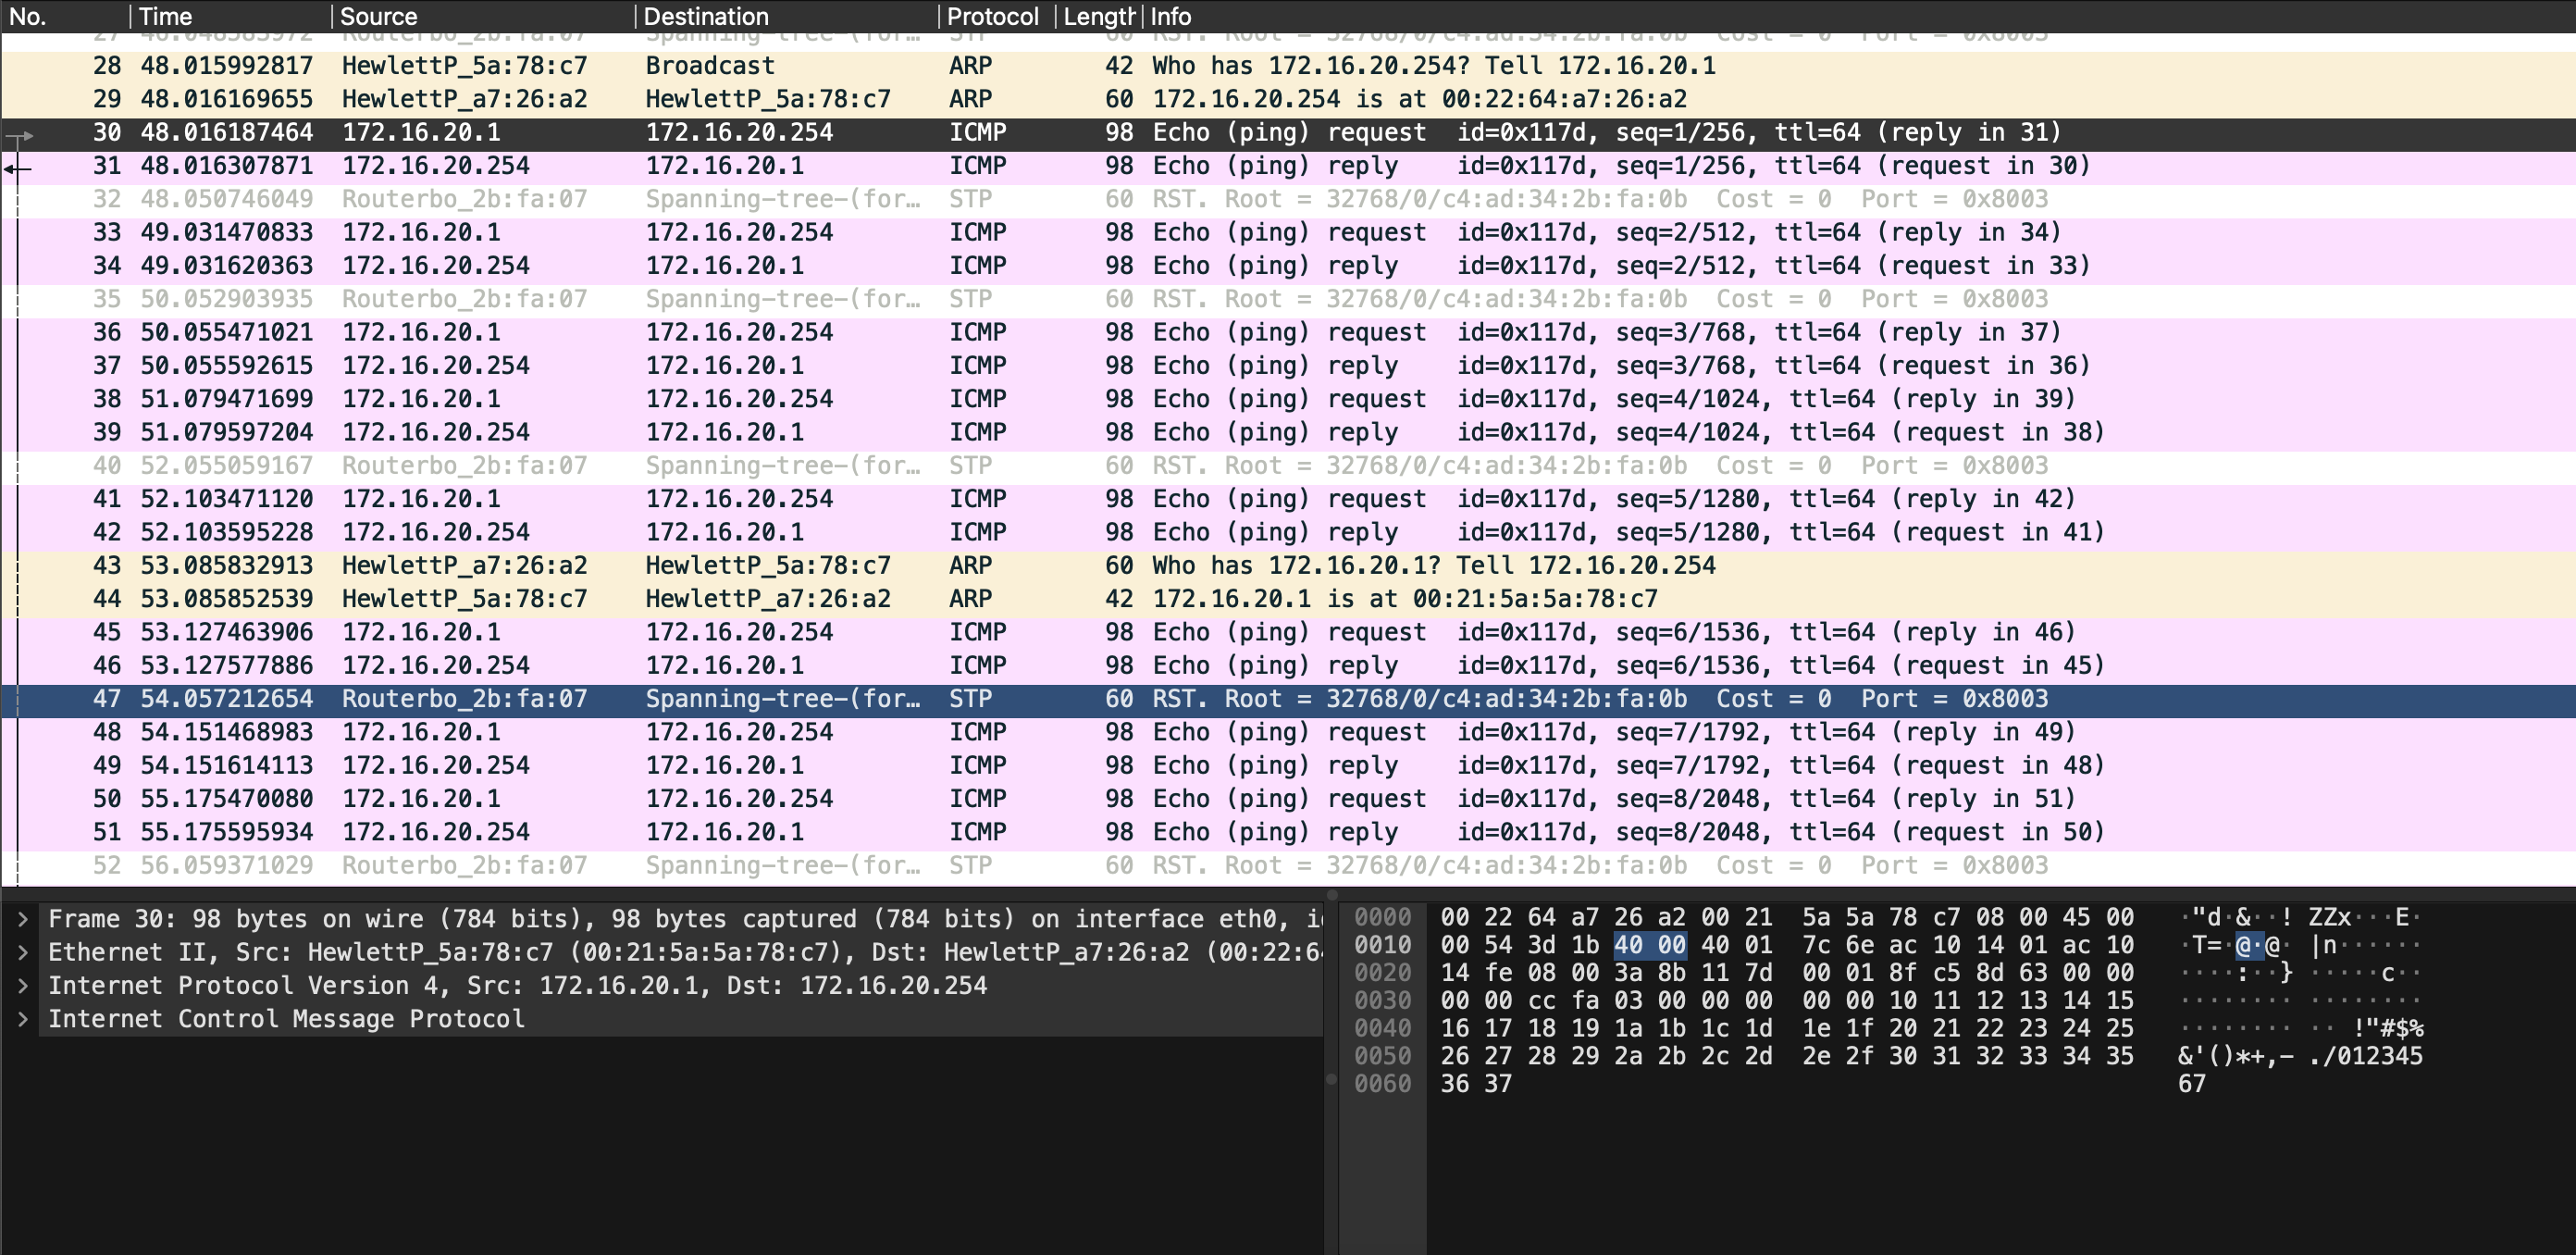 No. Time Source Destination Protocol Length Info
27 48.048583972 Routerbo_2b:fa:07 Spanning-tree-(for… STP 60 RST. Root = 32768/0/c4:ad:34:2b:fa:0b Cost = 0 Port = 0x8003
28 48.015992817 HewlettP_5a:78:c7 Broadcast ARP 42 Who has 172.16.20.254? Tell 172.16.20.1
29 48.016169655 HewlettP_a7:26:a2 HewlettP_5a:78:c7 ARP 60 172.16.20.254 is at 00:22:64:a7:26:a2
30 48.016187464 172.16.20.1 172.16.20.254 ICMP 98 Echo (ping) request id=0x117d, seq=1/256, ttl=64 (reply in 31)
31 48.016307871 172.16.20.254 172.16.20.1 ICMP 98 Echo (ping) reply id=0x117d, seq=1/256, ttl=64 (request in 30)
32 48.050746049 Routerbo_2b:fa:07 Spanning-tree-(for… STP 60 RST. Root = 32768/0/c4:ad:34:2b:fa:0b Cost = 0 Port = 0x8003
33 49.031470833 172.16.20.1 172.16.20.254 ICMP 98 Echo (ping) request id=0x117d, seq=2/512, ttl=64 (reply in 34)
34 49.031620363 172.16.20.254 172.16.20.1 ICMP 98 Echo (ping) reply id=0x117d, seq=2/512, ttl=64 (request in 33)
35 50.052903935 Routerbo_2b:fa:07 Spanning-tree-(for… STP 60 RST. Root = 32768/0/c4:ad:34:2b:fa:0b Cost = 0 Port = 0x8003
36 50.055471021 172.16.20.1 172.16.20.254 ICMP 98 Echo (ping) request id=0x117d, seq=3/768, ttl=64 (reply in 37)
37 50.055592615 172.16.20.254 172.16.20.1 ICMP 98 Echo (ping) reply id=0x117d, seq=3/768, ttl=64 (request in 36)
38 51.079471699 172.16.20.1 172.16.20.254 ICMP 98 Echo (ping) request id=0x117d, seq=4/1024, ttl=64 (reply in 39)
39 51.079597204 172.16.20.254 172.16.20.1 ICMP 98 Echo (ping) reply id=0x117d, seq=4/1024, ttl=64 (request in 38)
40 52.055059167 Routerbo_2b:fa:07 Spanning-tree-(for… STP 60 RST. Root = 32768/0/c4:ad:34:2b:fa:0b Cost = 0 Port = 0x8003
41 52.103471120 172.16.20.1 172.16.20.254 ICMP 98 Echo (ping) request id=0x117d, seq=5/1280, ttl=64 (reply in 42)
42 52.103595228 172.16.20.254 172.16.20.1 ICMP 98 Echo (ping) reply id=0x117d, seq=5/1280, ttl=64 (request in 41)
43 53.085832913 HewlettP_a7:26:a2 HewlettP_5a:78:c7 ARP 60 Who has 172.16.20.1? Tell 172.16.20.254
44 53.085852539 HewlettP_5a:78:c7 HewlettP_a7:26:a2 ARP 42 172.16.20.1 is at 00:21:5a:5a:78:c7
45 53.127463906 172.16.20.1 172.16.20.254 ICMP 98 Echo (ping) request id=0x117d, seq=6/1536, ttl=64 (reply in 46)
46 53.127577886 172.16.20.254 172.16.20.1 ICMP 98 Echo (ping) reply id=0x117d, seq=6/1536, ttl=64 (request in 45)
47 54.057212654 Routerbo_2b:fa:07 Spanning-tree-(for… STP 60 RST. Root = 32768/0/c4:ad:34:2b:fa:0b Cost = 0 Port = 0x8003
48 54.151468983 172.16.20.1 172.16.20.254 ICMP 98 Echo (ping) request id=0x117d, seq=7/1792, ttl=64 (reply in 49)
49 54.151614113 172.16.20.254 172.16.20.1 ICMP 98 Echo (ping) reply id=0x117d, seq=7/1792, ttl=64 (request in 48)
50 55.175470080 172.16.20.1 172.16.20.254 ICMP 98 Echo (ping) request id=0x117d, seq=8/2048, ttl=64 (reply in 51)
51 55.175595934 172.16.20.254 172.16.20.1 ICMP 98 Echo (ping) reply id=0x117d, seq=8/2048, ttl=64 (request in 50)
52 56.059371029 Routerbo_2b:fa:07 Spanning-tree-(for… STP 60 RST. Root = 32768/0/c4:ad:34:2b:fa:0b Cost = 0 Port = 0x8003
Frame 30: 98 bytes on wire (784 bits), 98 bytes captured (784 bits) on interface eth0, i
Ethernet II, Src: HewlettP_5a:78:c7 (00:21:5a:5a:78:c7), Dst: HewlettP_a7:26:a2 (00:22:6
Internet Protocol Version 4, Src: 172.16.20.1, Dst: 172.16.20.254
Internet Control Message Protocol
0000 00 22 64 a7 26 a2 00 21 5a 5a 78 c7 08 00 45 00 ·"d·&··! ZZx···E·
0010 00 54 3d 1b 40 00 40 01 7c 6e ac 10 14 01 ac 10 ·T=·@·@· |n······
0020 14 fe 08 00 3a 8b 11 7d 00 01 8f c5 8d 63 00 00 ····:··} ·····c··
0030 00 00 cc fa 03 00 00 00 00 00 10 11 12 13 14 15 ········ ········
0040 16 17 18 19 1a 1b 1c 1d 1e 1f 20 21 22 23 24 25 ········ ·· !"#$%
0050 26 27 28 29 2a 2b 2c 2d 2e 2f 30 31 32 33 34 35 &'()*+,- ./012345
0060 36 37 67